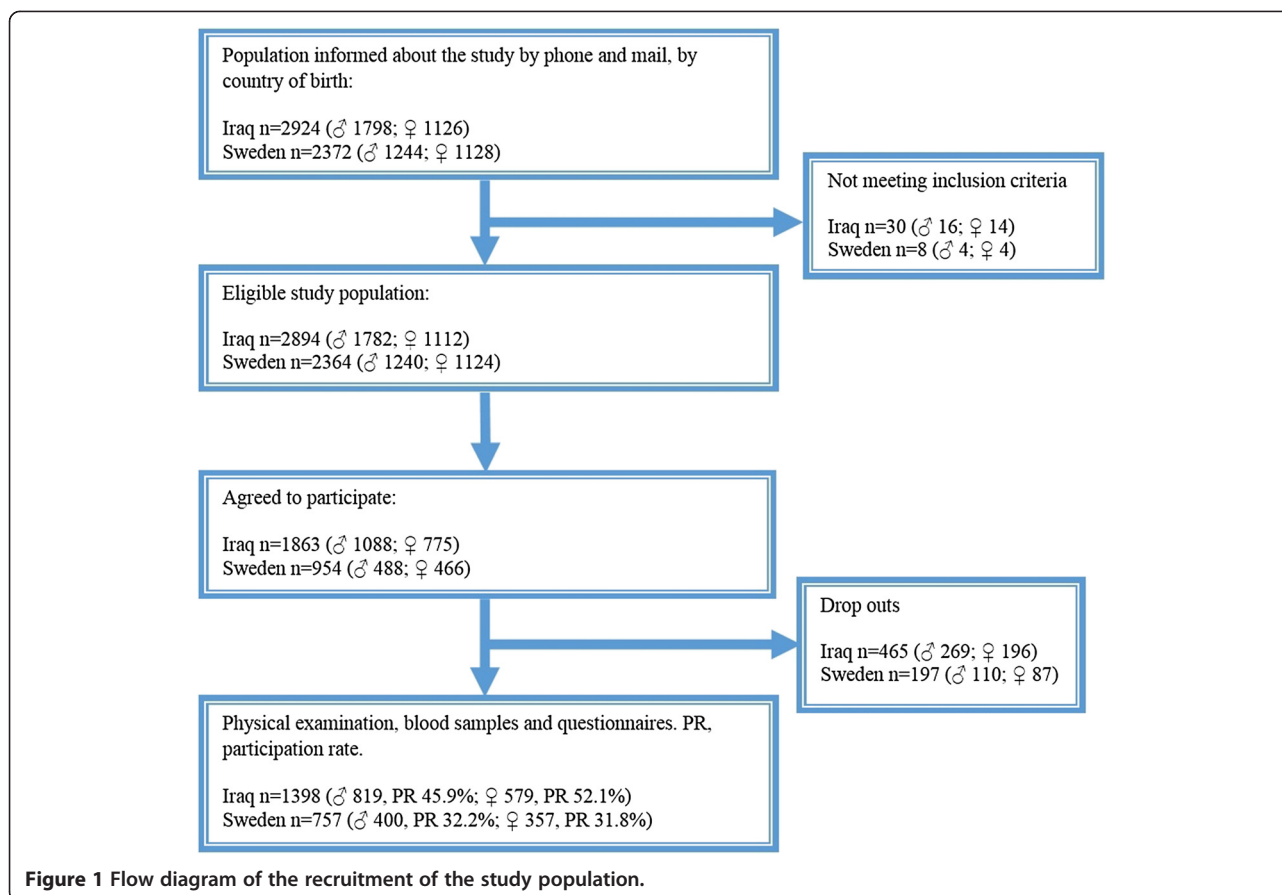 Population informed about the study by phone and mail, by
country of birth:
Iraq n=2924 (♂ 1798; ♀ 1126)
Sweden n=2372 (♂ 1244; ♀ 1128)
Not meeting inclusion criteria
Iraq n=30 (♂ 16; ♀ 14)
Sweden n=8 (♂ 4; ♀ 4)
Eligible study population:
Iraq n=2894 (♂ 1782; ♀ 1112)
Sweden n=2364 (♂ 1240; ♀ 1124)
Agreed to participate:
Iraq n=1863 (♂ 1088; ♀ 775)
Sweden n=954 (♂ 488; ♀ 466)
Drop outs
Iraq n=465 (♂ 269; ♀ 196)
Sweden n=197 (♂ 110; ♀ 87)
Physical examination, blood samples and questionnaires. PR,
participation rate.
Iraq n=1398 (♂ 819, PR 45.9%; ♀ 579, PR 52.1%)
Sweden n=757 (♂ 400, PR 32.2%; ♀ 357, PR 31.8%)
Figure 1 Flow diagram of the recruitment of the study population.